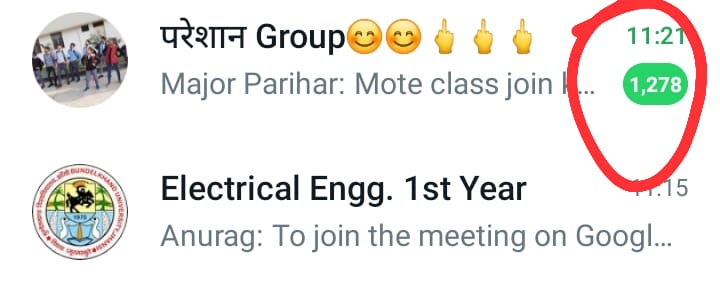 परेशान Group😊😊🖕🖕🖕 11:21
Major Parihar: Mote class join k... 1,278
Electrical Engg. 1st Year 11:15
Anurag: To join the meeting on Googl...
BUNDELKHAND UNIVERSITY, JHANSI
1975